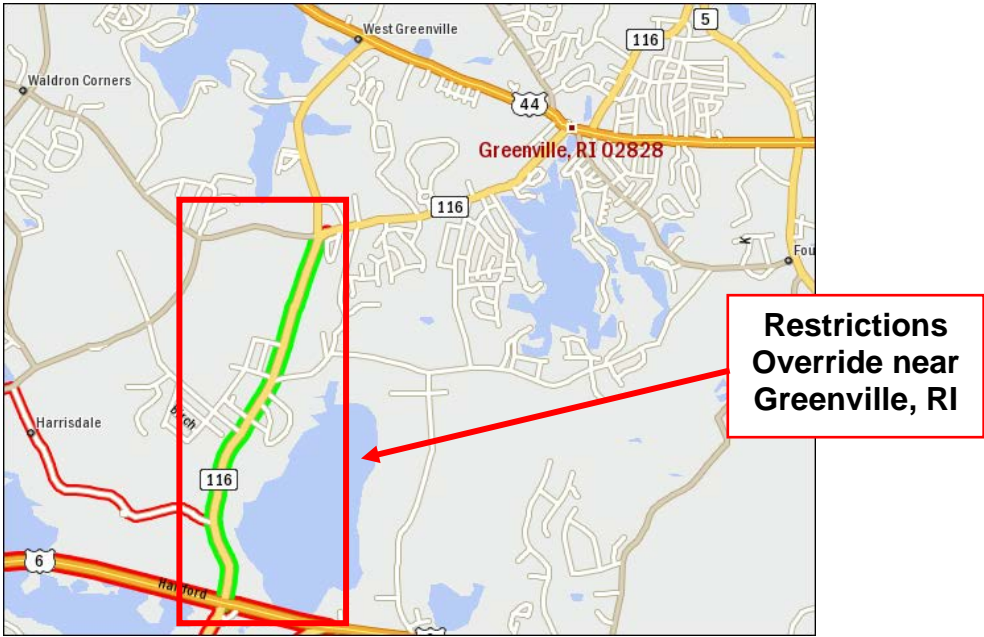 West Greenville
5
116
Waldron Corners
44
Greenville, RI 02828
116
K
Fou
Restrictions
Override near
Greenville, RI
Birch
Harrisdale
116
6
Hartford